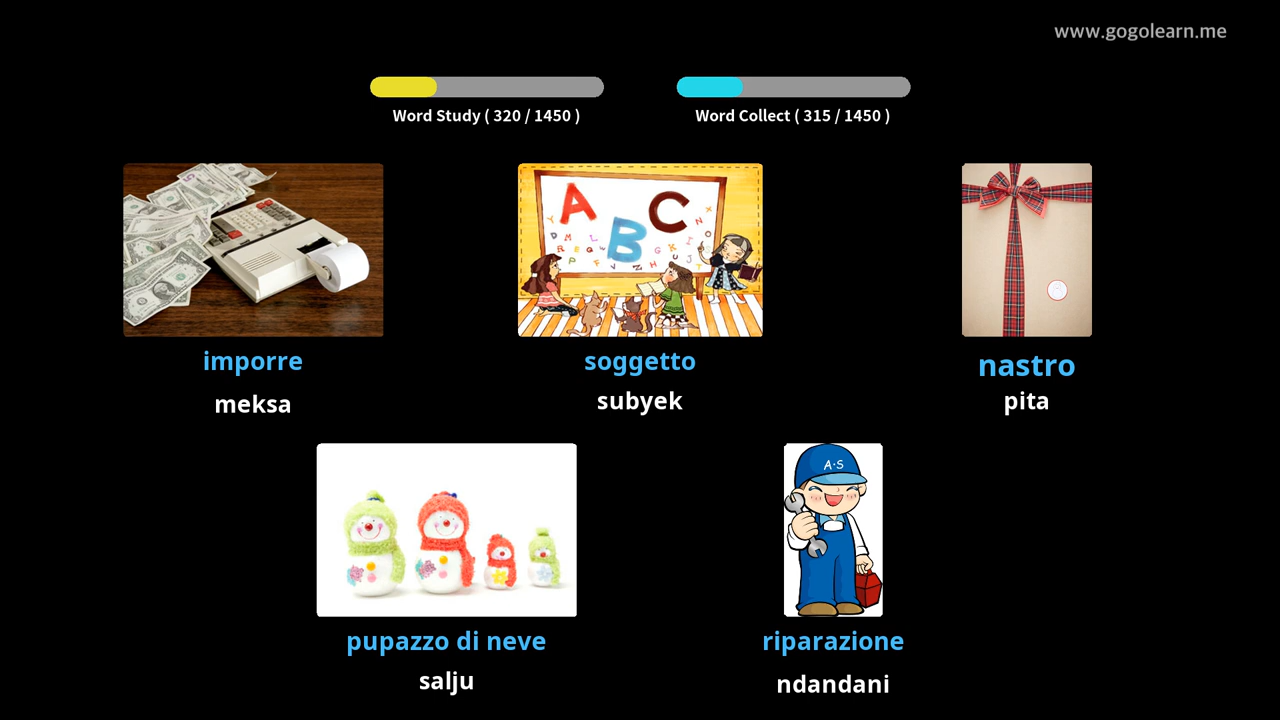 www.gogolearn.me
Word Study ( 320 / 1450 )
Word Collect ( 315 / 1450 )
A B C
imporre
meksa
soggetto
subyek
nastro
pita
A·S
pupazzo di neve
salju
riparazione
ndandani